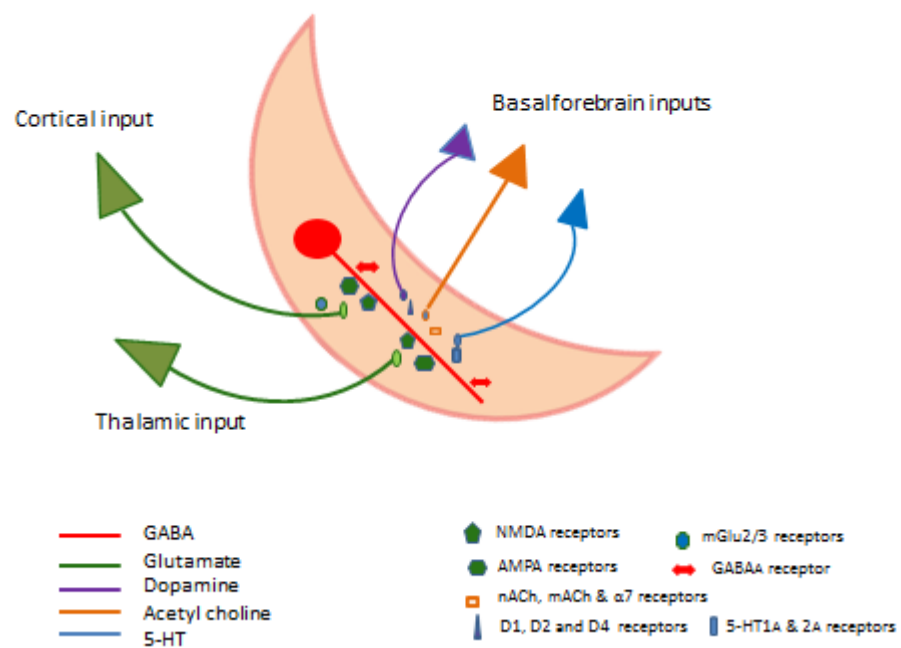 Cortical input
Basalforebrain inputs
Thalamic input
GABA
Glutamate
Dopamine
Acetyl choline
5-HT
NMDA receptors
AMPA receptors
nACh, mACh & α7 receptors
D1, D2 and D4 receptors
mGlu2/3 receptors
GABAA receptor
5-HT1A & 2A receptors